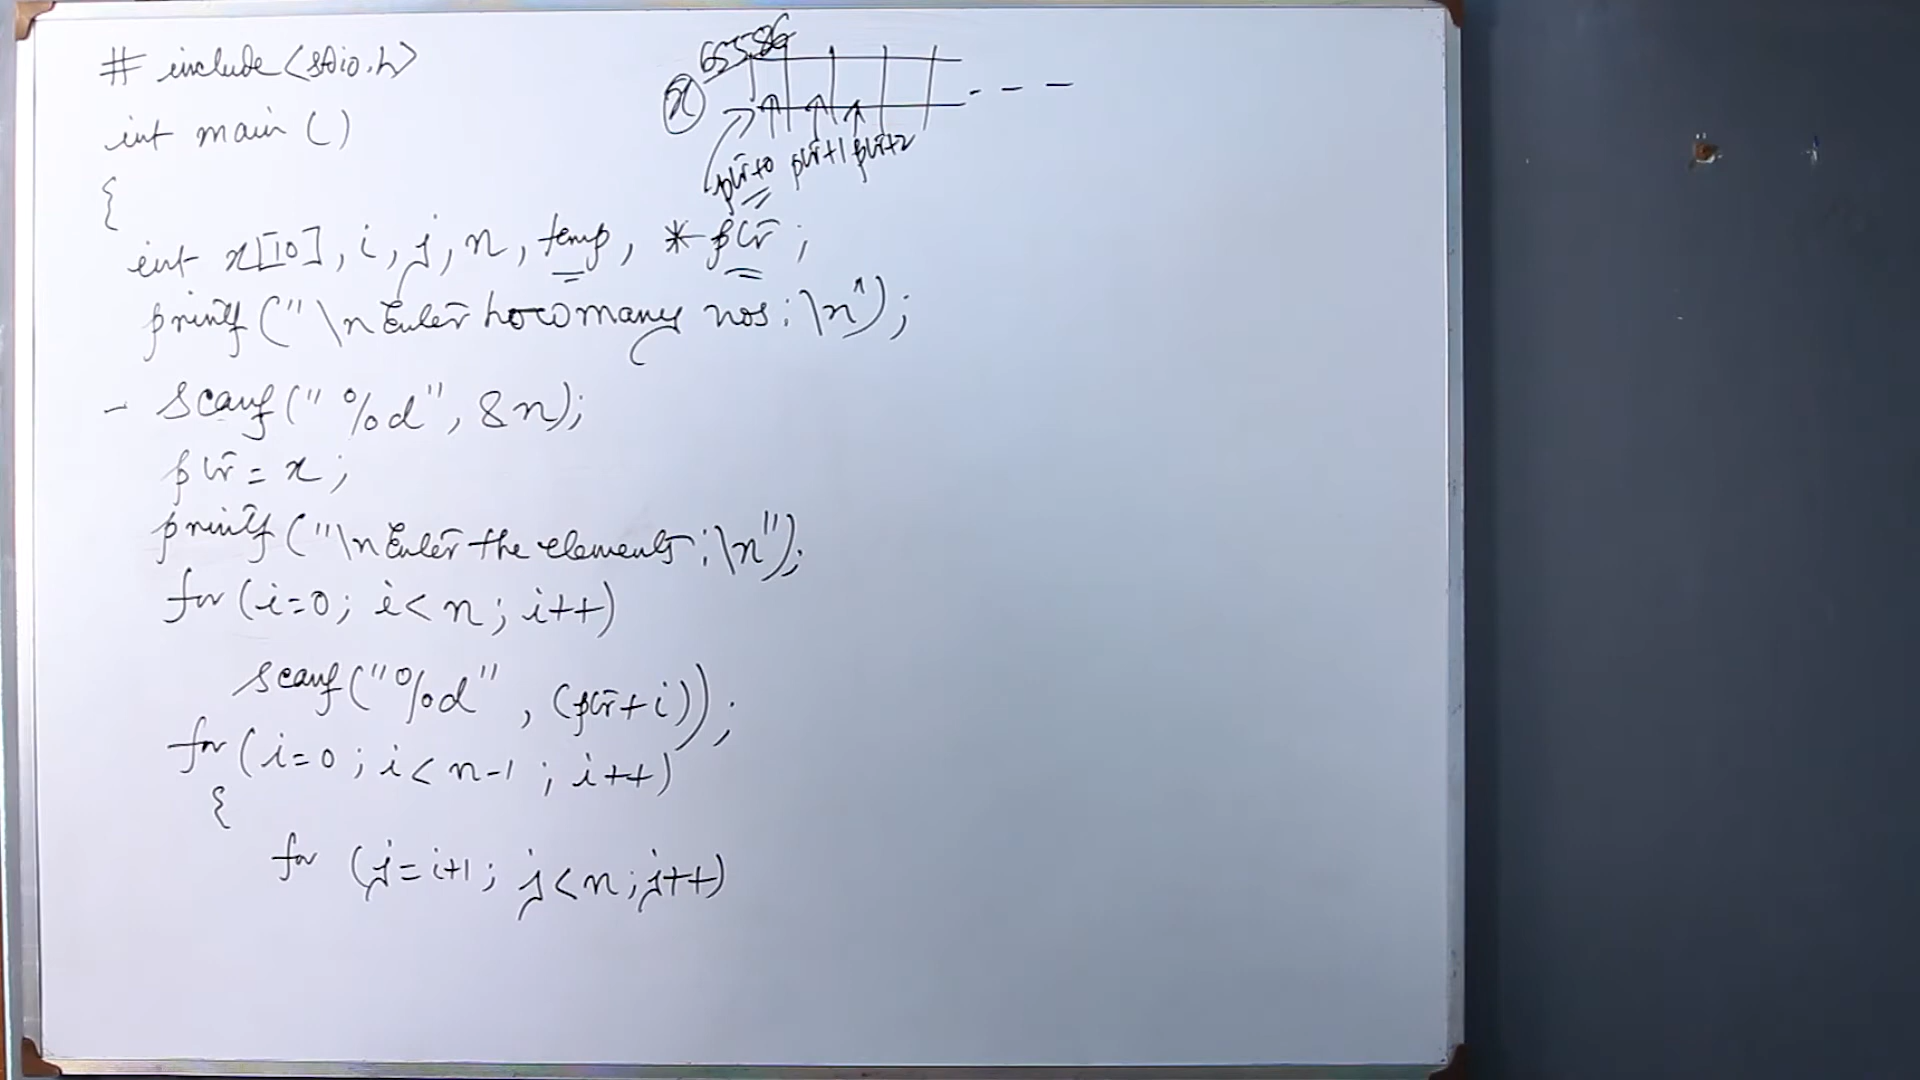 # include<stdio.h>
int main ()
{
int x[10], i, j, n, temp, *ptr ;
printf ("\n Enter how many nos : \n");
- scanf (" %d", &n);
ptr = x ;
printf ("\n Enter the elements : \n");
for (i=0; i< n ; i++)
scanf ("%d" , (ptr+i)) ;
for (i=0 ; i< n-1 ; i++)
{
for (j=i+1; j<n ; j++)
65586
x - - -
ptr+0 ptr+1 ptr+2